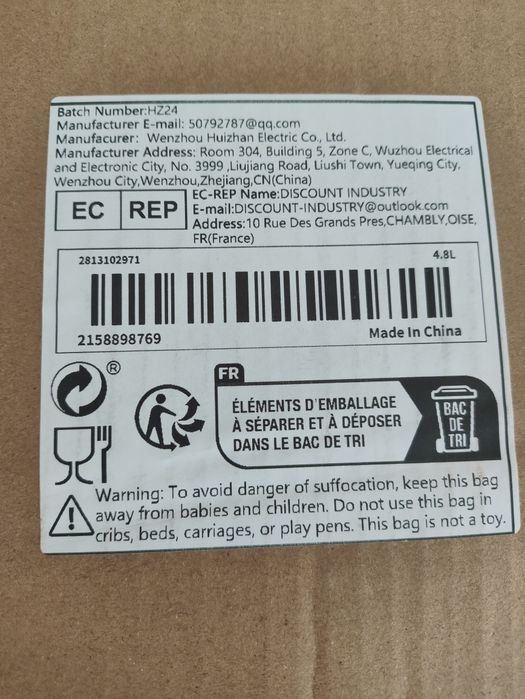 Batch Number:HZ24
Manufacturer E-mail: 50792787@qq.com
Manufacurer: Wenzhou Huizhan Electric Co., Ltd.
Manufacturer Address: Room 304, Building 5, Zone C, Wuzhou Electrical
and Electronic City, No. 3999 ,Liujiang Road, Liushi Town, Yueqing City,
Wenzhou City,Wenzhou,Zhejiang,CN(China)
EC REP
EC-REP Name:DISCOUNT INDUSTRY
E-mail:DISCOUNT-INDUSTRY@outlook.com
Address:10 Rue Des Grands Pres,CHAMBLY,OISE,
FR(France)
2813102971 4.8L
2158898769 Made In China
®
FR
ÉLÉMENTS D'EMBALLAGE
À SÉPARER ET À DÉPOSER
DANS LE BAC DE TRI
BAC
DE
TRI
Warning: To avoid danger of suffocation, keep this bag
away from babies and children. Do not use this bag in
cribs, beds, carriages, or play pens. This bag is not a toy.